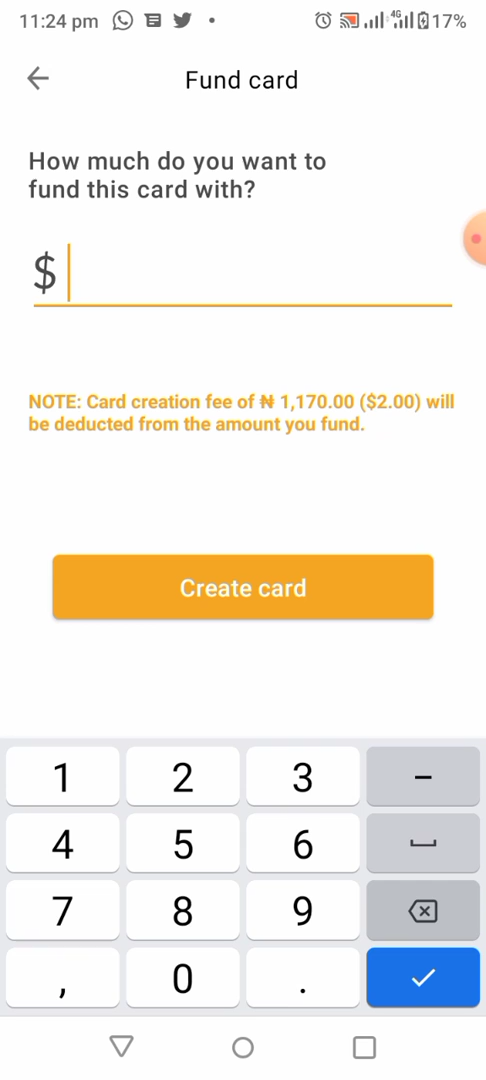 11:24 pm 4G 17%
Fund card
How much do you want to
fund this card with?
$
NOTE: Card creation fee of ₦ 1,170.00 ($2.00) will
be deducted from the amount you fund.
Create card
1 2 3 –
4 5 6
7 8 9
, 0 .